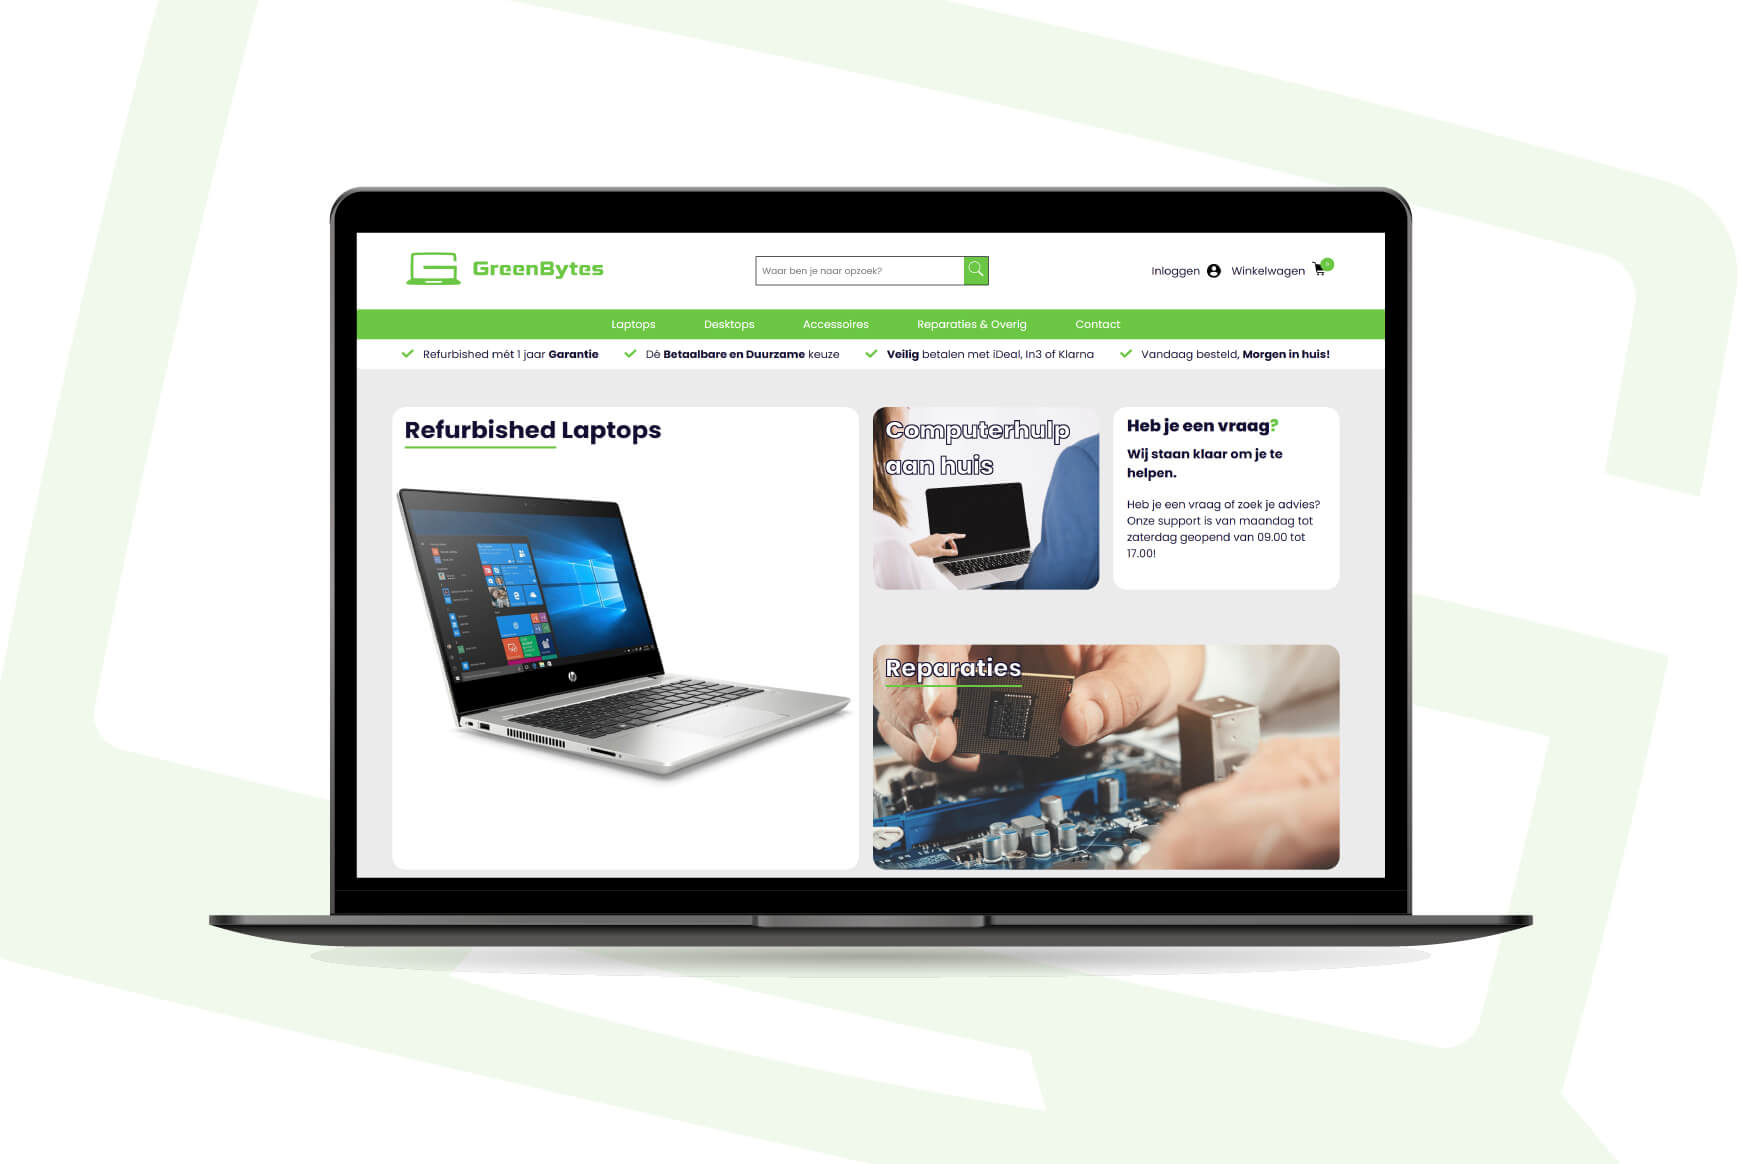 GreenBytes
Waar ben je naar opzoek?
Inloggen
Winkelwagen
Laptops
Desktops
Accessoires
Reparaties & Overig
Contact
Refurbished mét 1 jaar Garantie
Dé Betaalbare en Duurzame keuze
Veilig betalen met iDeal, In3 of Klarna
Vandaag besteld, Morgen in huis!
Refurbished Laptops
Computerhulp
aan huis
Heb je een vraag?
Wij staan klaar om je te
helpen.
Heb je een vraag of zoek je advies?
Onze support is van maandag tot
zaterdag geopend van 09.00 tot
17.00!
hp
Reparaties